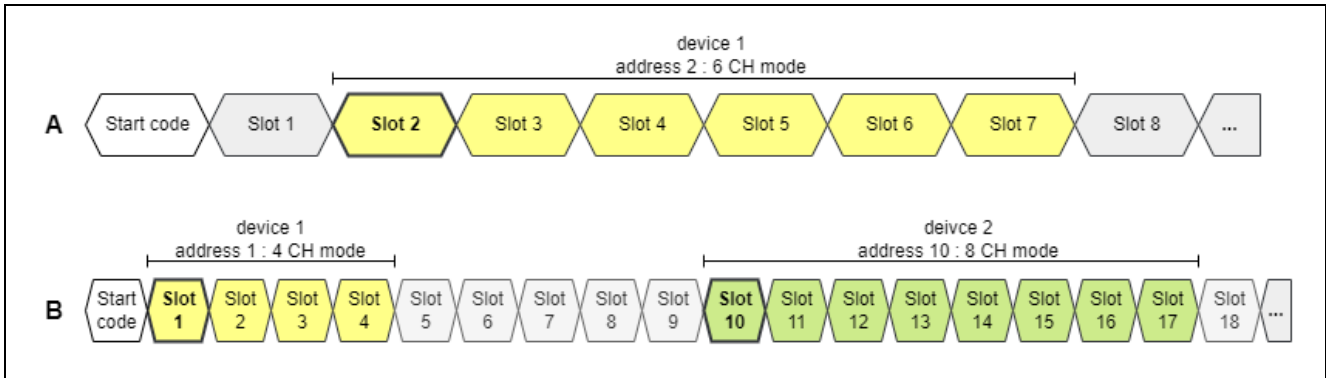 device 1
address 2 : 6 CH mode
A
Start code
Slot 1
Slot 2
Slot 3
Slot 4
Slot 5
Slot 6
Slot 7
Slot 8
...
device 1
address 1 : 4 CH mode
deivce 2
address 10 : 8 CH mode
B
Start
code
Slot
1
Slot
2
Slot
3
Slot
4
Slot
5
Slot
6
Slot
7
Slot
8
Slot
9
Slot
10
Slot
11
Slot
12
Slot
13
Slot
14
Slot
15
Slot
16
Slot
17
Slot
18
...